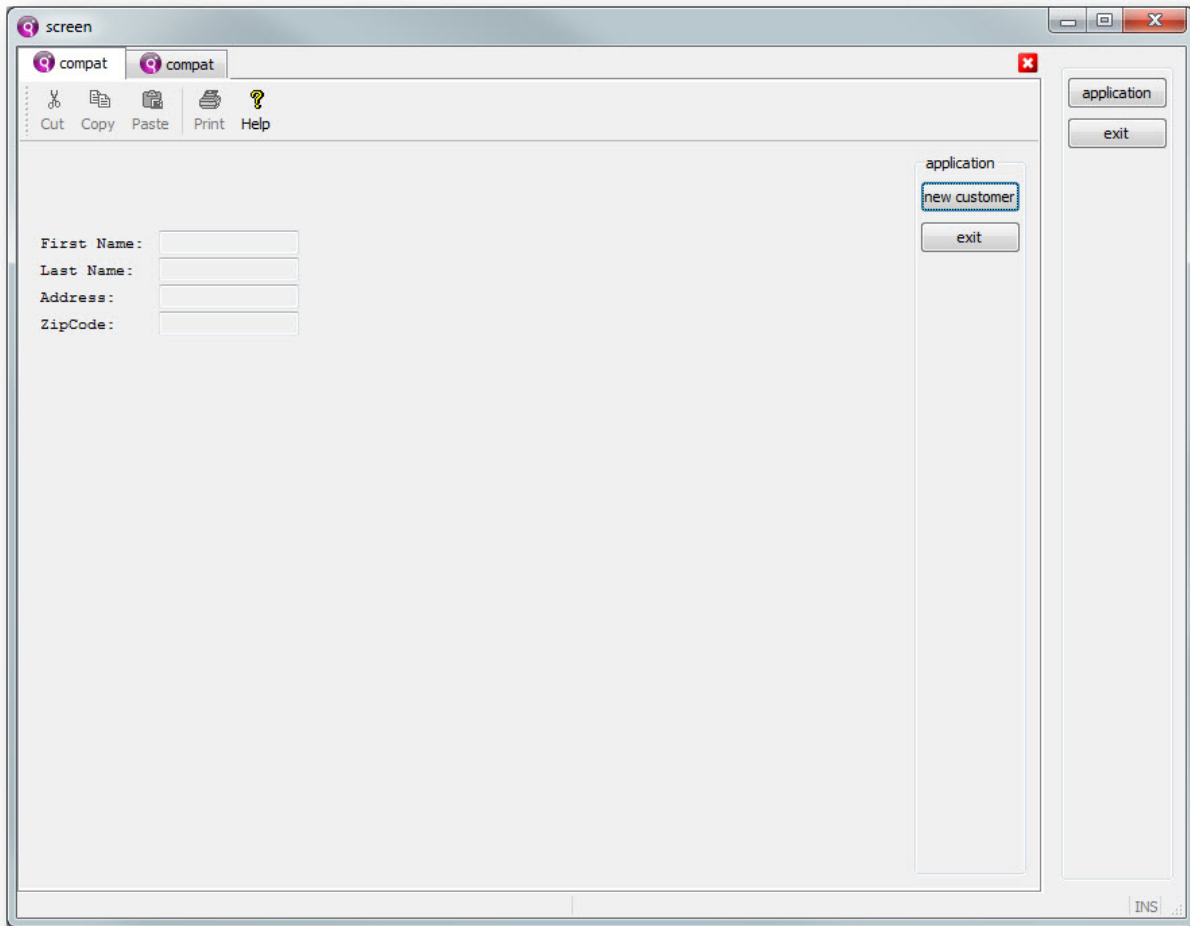 screen
compat compat
Cut Copy Paste Print Help
application
exit
application
new customer
exit
First Name:
Last Name:
Address:
ZipCode:
INS